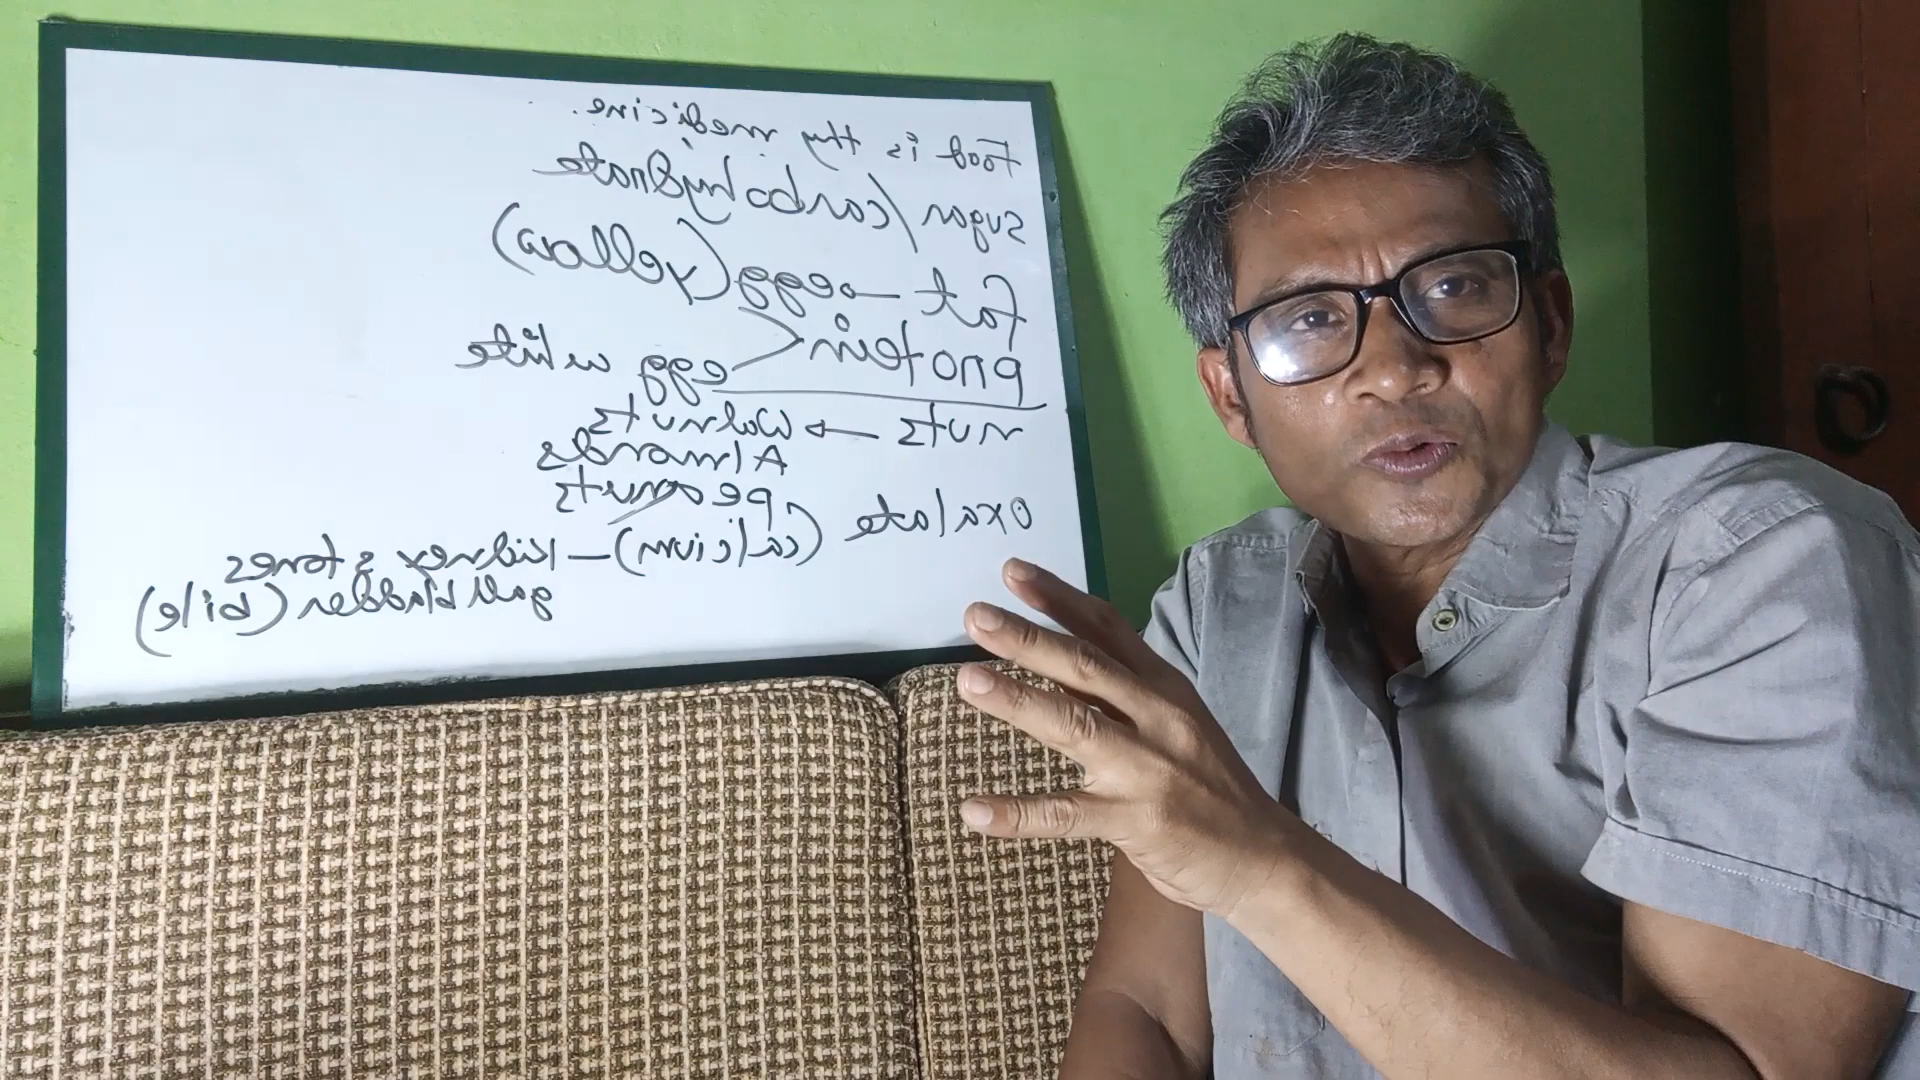 Food is thy medicine.
sugar/carbohydrate
fat → egg (yellow)
protein < egg white
nuts → Walnuts
Almonds
peanuts
Oxalate (calcium) - Kidney stones
gall bladder (bile)